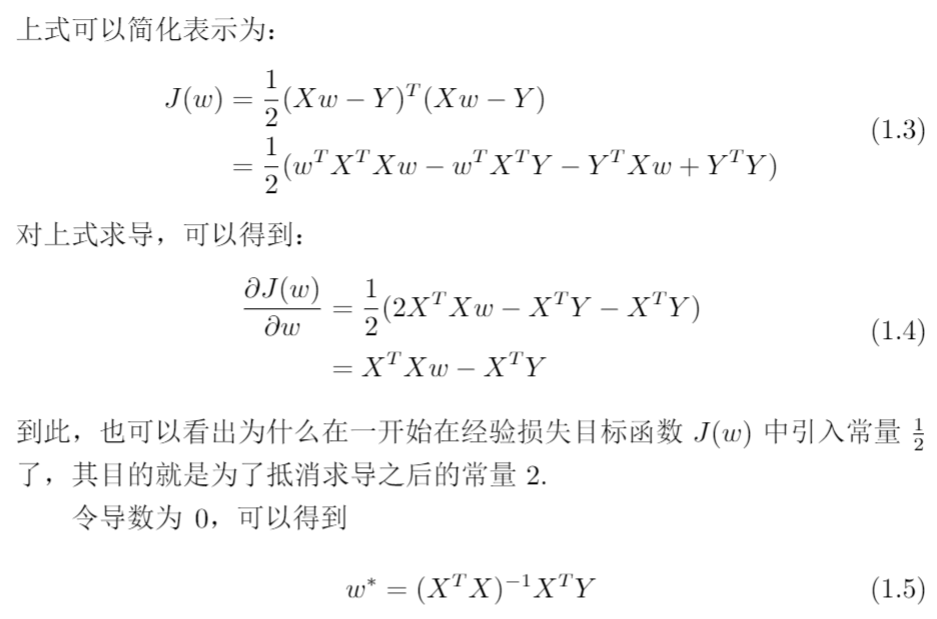 上式可以简化表示为：
J(w) = \frac{1}{2}(Xw − Y)^T(Xw − Y)
= \frac{1}{2}(w^T X^T Xw − w^T X^T Y − Y^T Xw + Y^T Y) (1.3)
对上式求导，可以得到：
\frac{∂J(w)}{∂w} = \frac{1}{2}(2X^T Xw − X^T Y − X^T Y)
= X^T Xw − X^T Y (1.4)
到此，也可以看出为什么在一开始在经验损失目标函数 J(w) 中引入常量 \frac{1}{2}
了，其目的就是为了抵消求导之后的常量 2.
令导数为 0，可以得到
w^* = (X^T X)^{−1} X^T Y (1.5)